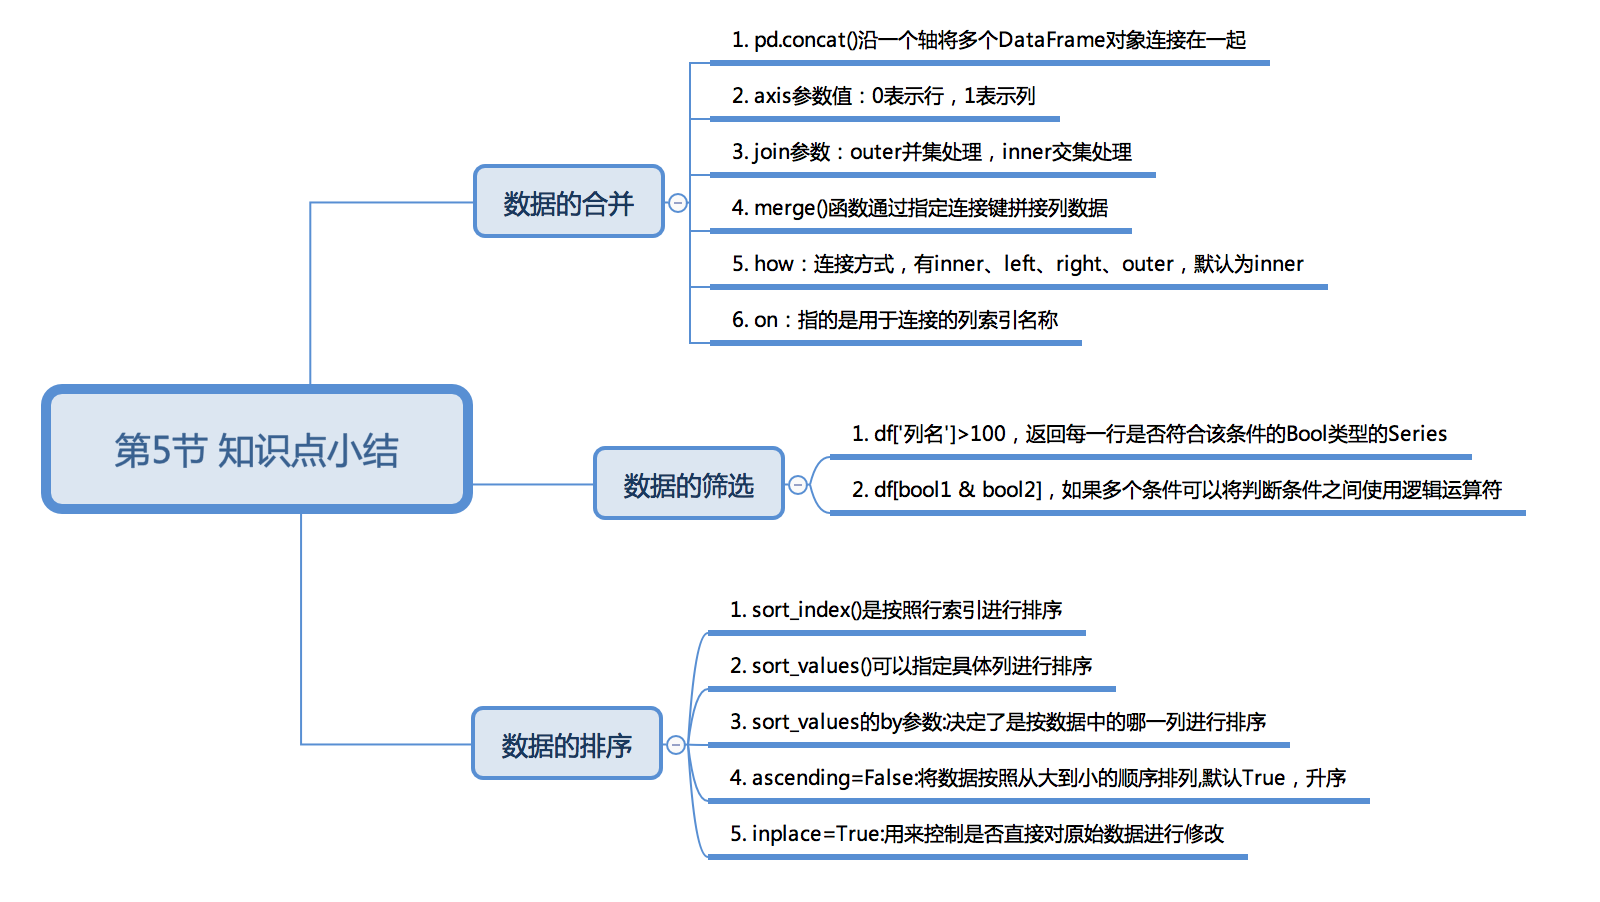 第5节 知识点小结
数据的合并
1. pd.concat()沿一个轴将多个DataFrame对象连接在一起
2. axis参数值：0表示行，1表示列
3. join参数：outer并集处理，inner交集处理
4. merge()函数通过指定连接键拼接列数据
5. how：连接方式，有inner、left、right、outer，默认为inner
6. on：指的是用于连接的列索引名称
数据的筛选
1. df['列名']>100，返回每一行是否符合该条件的Bool类型的Series
2. df[bool1 & bool2]，如果多个条件可以将判断条件之间使用逻辑运算符
数据的排序
1. sort_index()是按照行索引进行排序
2. sort_values()可以指定具体列进行排序
3. sort_values的by参数:决定了是按数据中的哪一列进行排序
4. ascending=False:将数据按照从大到小的顺序排列,默认True，升序
5. inplace=True:用来控制是否直接对原始数据进行修改